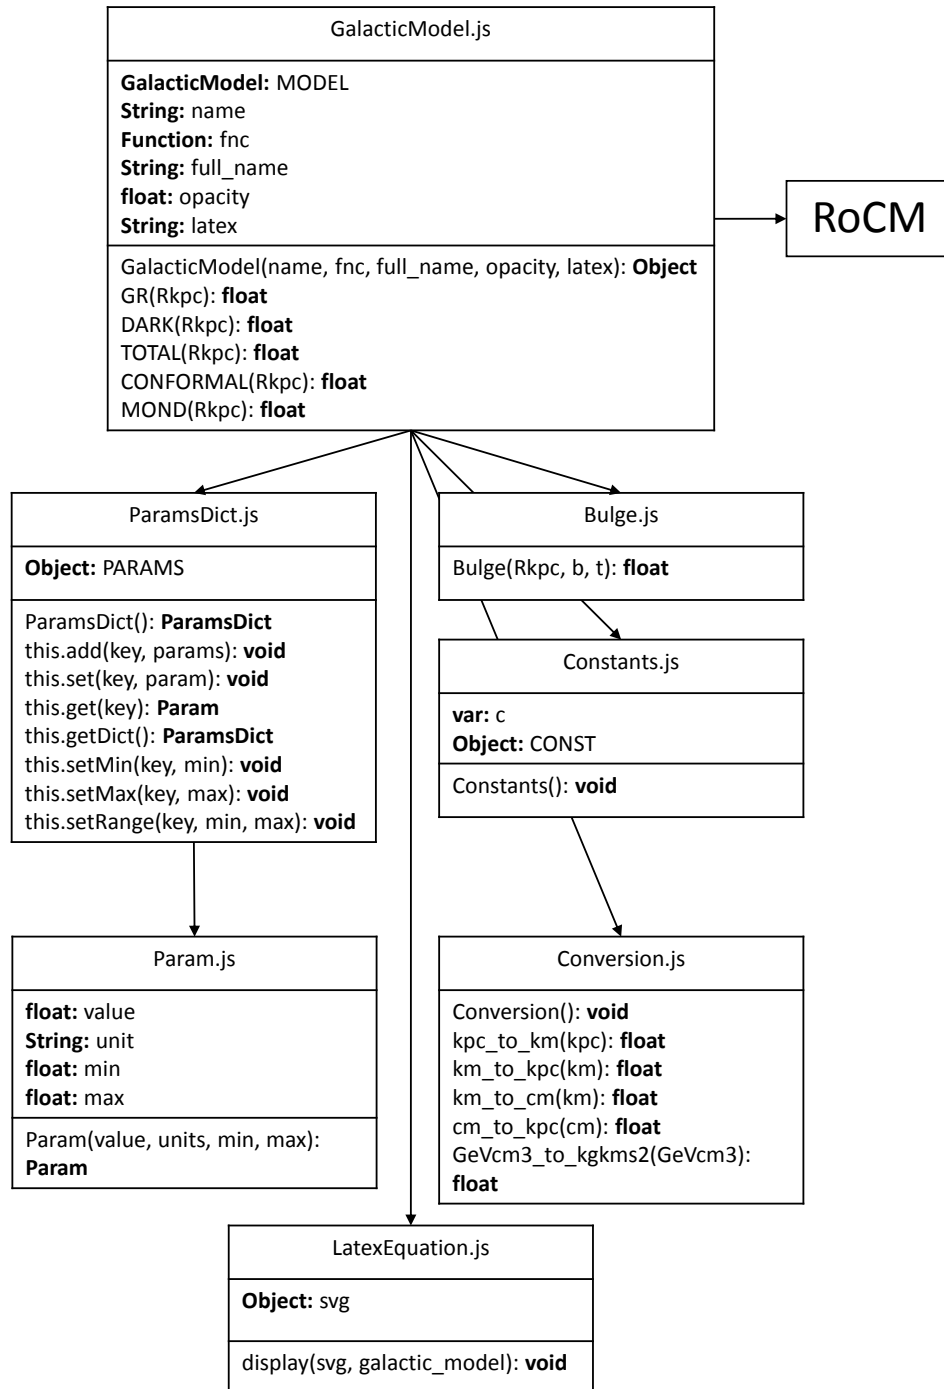 GalacticModel.js
GalacticModel: MODEL
String: name
Function: fnc
String: full_name
float: opacity
String: latex
GalacticModel(name, fnc, full_name, opacity, latex): Object
GR(Rkpc): float
DARK(Rkpc): float
TOTAL(Rkpc): float
CONFORMAL(Rkpc): float
MOND(Rkpc): float
RoCM
ParamsDict.js
Object: PARAMS
ParamsDict(): ParamsDict
this.add(key, params): void
this.set(key, param): void
this.get(key): Param
this.getDict(): ParamsDict
this.setMin(key, min): void
this.setMax(key, max): void
this.setRange(key, min, max): void
Bulge.js
Bulge(Rkpc, b, t): float
Constants.js
var: c
Object: CONST
Constants(): void
Param.js
float: value
String: unit
float: min
float: max
Param(value, units, min, max):
Param
Conversion.js
Conversion(): void
kpc_to_km(kpc): float
km_to_kpc(km): float
km_to_cm(km): float
cm_to_kpc(cm): float
GeVcm3_to_kgkms2(GeVcm3):
float
LatexEquation.js
Object: svg
display(svg, galactic_model): void